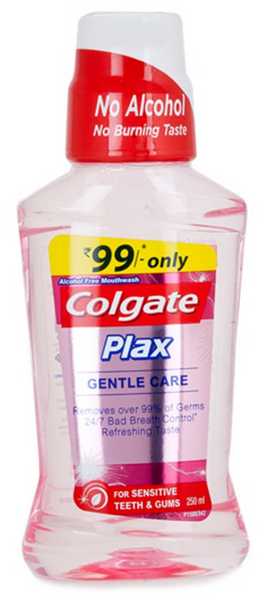 No Alcohol
No Burning Taste
₹99/-* only
Alcohol Free Mouthwash
Colgate
Plax
GENTLE CARE
Removes over 99% of Germs
24/7 Bad Breath Control*
Refreshing Taste
FOR SENSITIVE
TEETH & GUMS
250 ml